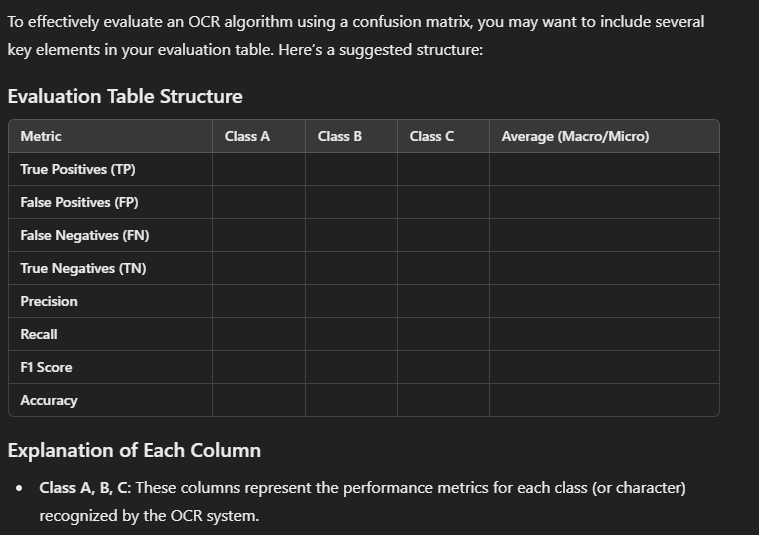 To effectively evaluate an OCR algorithm using a confusion matrix, you may want to include several
key elements in your evaluation table. Here's a suggested structure:
Evaluation Table Structure
Metric Class A Class B Class C Average (Macro/Micro)
True Positives (TP)
False Positives (FP)
False Negatives (FN)
True Negatives (TN)
Precision
Recall
F1 Score
Accuracy
Explanation of Each Column
• Class A, B, C: These columns represent the performance metrics for each class (or character)
recognized by the OCR system.